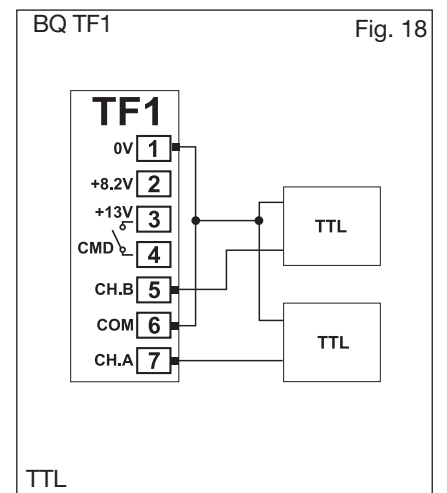 BQ TF1
Fig. 18
TF1
0V 1
+8.2V 2
+13V 3
CMD 4
CH.B 5
COM 6
CH.A 7
TTL
TTL
TTL